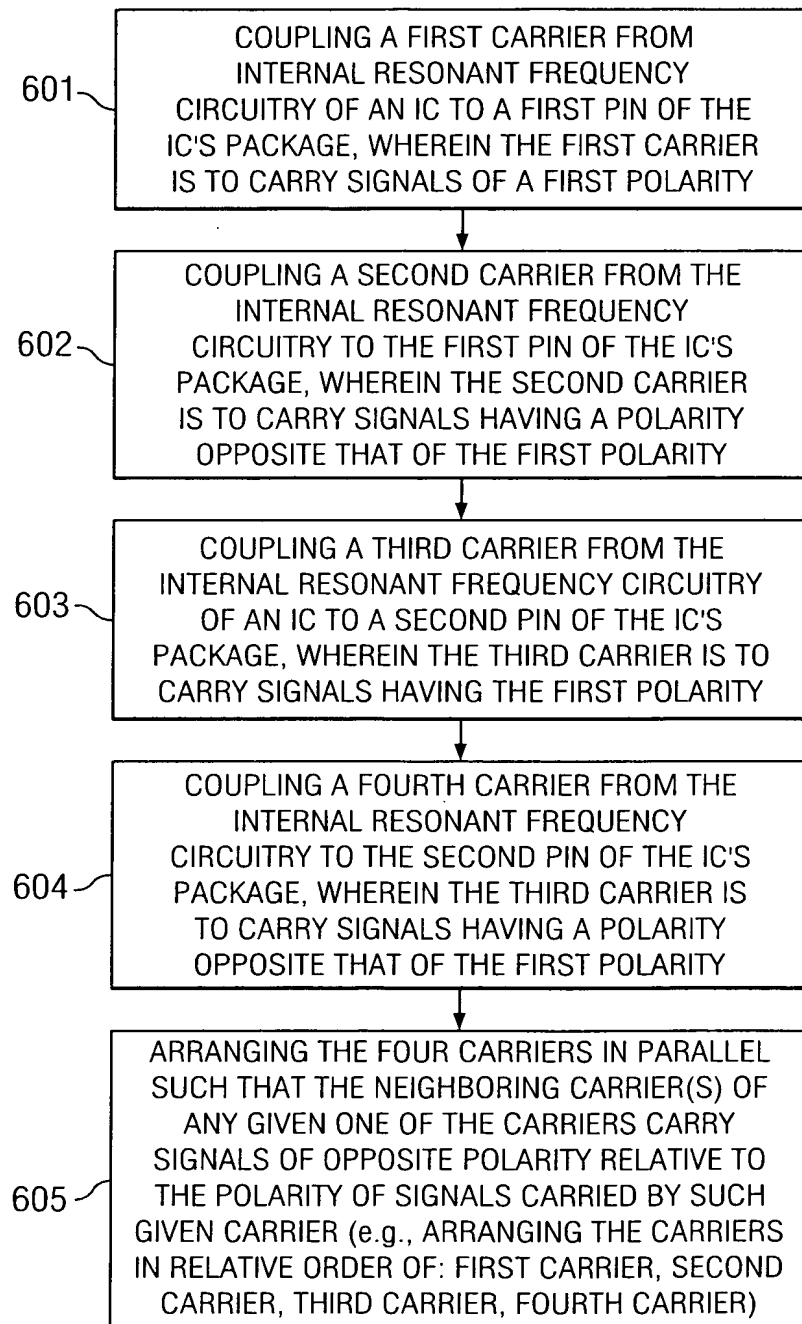 601
COUPLING A FIRST CARRIER FROM
INTERNAL RESONANT FREQUENCY
CIRCUITRY OF AN IC TO A FIRST PIN OF THE
IC'S PACKAGE, WHEREIN THE FIRST CARRIER
IS TO CARRY SIGNALS OF A FIRST POLARITY
602
COUPLING A SECOND CARRIER FROM THE
INTERNAL RESONANT FREQUENCY
CIRCUITRY TO THE FIRST PIN OF THE IC'S
PACKAGE, WHEREIN THE SECOND CARRIER
IS TO CARRY SIGNALS HAVING A POLARITY
OPPOSITE THAT OF THE FIRST POLARITY
603
COUPLING A THIRD CARRIER FROM THE
INTERNAL RESONANT FREQUENCY CIRCUITRY
OF AN IC TO A SECOND PIN OF THE IC'S
PACKAGE, WHEREIN THE THIRD CARRIER IS TO
CARRY SIGNALS HAVING THE FIRST POLARITY
604
COUPLING A FOURTH CARRIER FROM THE
INTERNAL RESONANT FREQUENCY
CIRCUITRY TO THE SECOND PIN OF THE IC'S
PACKAGE, WHEREIN THE THIRD CARRIER IS
TO CARRY SIGNALS HAVING A POLARITY
OPPOSITE THAT OF THE FIRST POLARITY
605
ARRANGING THE FOUR CARRIERS IN PARALLEL
SUCH THAT THE NEIGHBORING CARRIER(S) OF
ANY GIVEN ONE OF THE CARRIERS CARRY
SIGNALS OF OPPOSITE POLARITY RELATIVE TO
THE POLARITY OF SIGNALS CARRIED BY SUCH
GIVEN CARRIER (e.g., ARRANGING THE CARRIERS
IN RELATIVE ORDER OF: FIRST CARRIER, SECOND
CARRIER, THIRD CARRIER, FOURTH CARRIER)